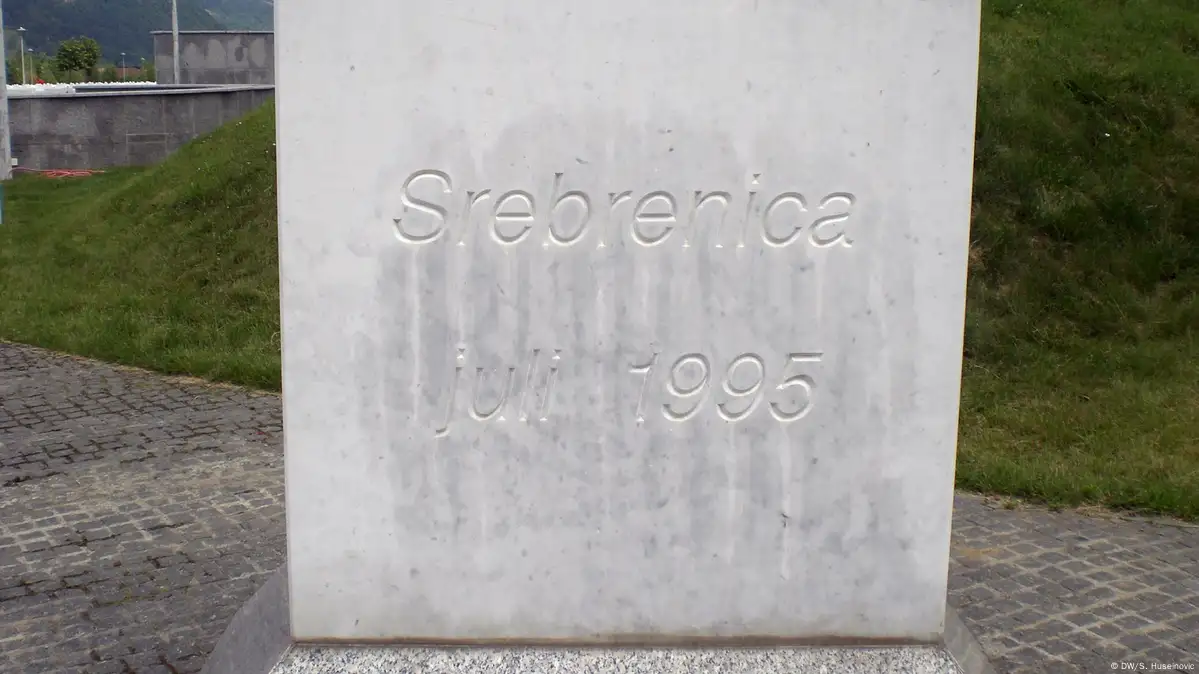 Srebrenica
juli 1995
© DW/S. Huseinovic